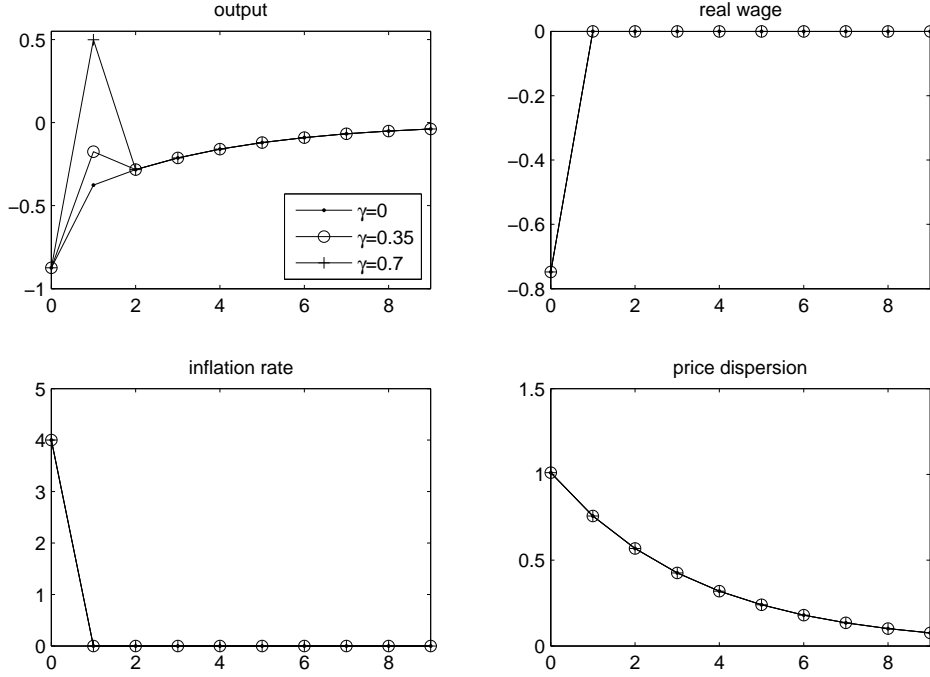 output
0.5
0
−0.5
−1
0 2 4 6 8
γ=0
γ=0.35
γ=0.7
real wage
0
−0.2
−0.4
−0.6
−0.8
0 2 4 6 8
inflation rate
5
4
3
2
1
0
0 2 4 6 8
price dispersion
1.5
1
0.5
0
0 2 4 6 8